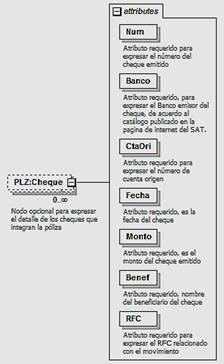 attributes
Num
Atributo requerido para
expresar el número del
cheque emitido
Banco
Atributo requerido, para
expresar el Banco emisor del
cheque, de acuerdo al
catálogo publicado en la
pagina de internet del SAT.
CtaOri
Atributo requerido para
expresar el número de
cuenta origen
PLZ:Cheque
0..∞
Nodo opcional para expresar
el detalle de los cheques que
integran la póliza
Fecha
Atributo requerido, es la
fecha del cheque
Monto
Atributo requerido, es el
monto del cheque emitido
Benef
Atributo requerido, nombre
del beneficiario del cheque
RFC
Atributo requerido para
expresar el RFC relacionado
con el movimiento